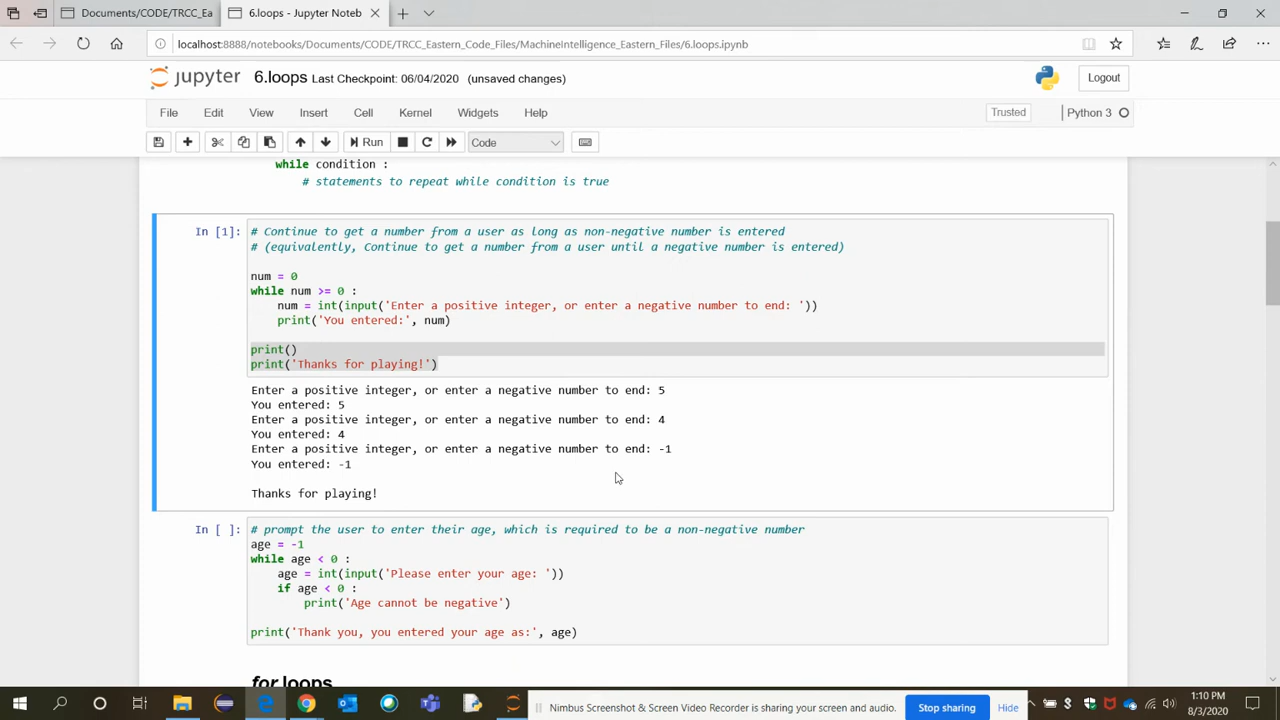 Documents/CODE/TRCC_Ea
6.loops - Jupyter Noteb
localhost:8888/notebooks/Documents/CODE/TRCC_Eastern_Code_Files/MachineIntelligence_Eastern_Files/6.loops.ipynb
jupyter 6.loops Last Checkpoint: 06/04/2020 (unsaved changes)
Logout
File Edit View Insert Cell Kernel Widgets Help
Trusted
Python 3
Run
Code
while condition :
# statements to repeat while condition is true
In [1]:
# Continue to get a number from a user as long as non-negative number is entered
# (equivalently, Continue to get a number from a user until a negative number is entered)
num = 0
while num >= 0 :
num = int(input('Enter a positive integer, or enter a negative number to end: '))
print('You entered:', num)
print()
print('Thanks for playing!')
Enter a positive integer, or enter a negative number to end: 5
You entered: 5
Enter a positive integer, or enter a negative number to end: 4
You entered: 4
Enter a positive integer, or enter a negative number to end: -1
You entered: -1
Thanks for playing!
In [ ]:
# prompt the user to enter their age, which is required to be a non-negative number
age = -1
while age < 0 :
age = int(input('Please enter your age: '))
if age < 0 :
print('Age cannot be negative')
print('Thank you, you entered your age as:', age)
for loops
Nimbus Screenshot & Screen Video Recorder is sharing your screen and audio.
Stop sharing
Hide
1:10 PM
8/3/2020